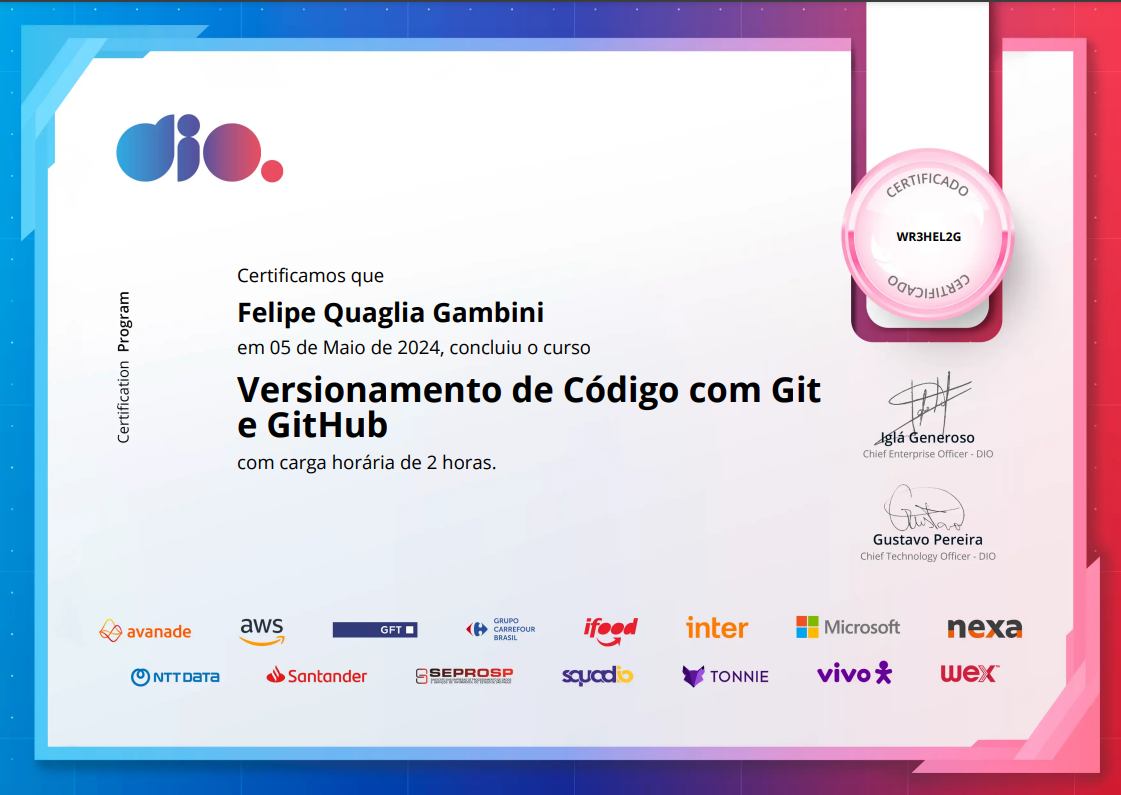 dio.
CERTIFICADO
WR3HEL2G
CERTIFICADO
Certification Program
Certificamos que
Felipe Quaglia Gambini
em 05 de Maio de 2024, concluiu o curso
Versionamento de Código com Git
e GitHub
com carga horária de 2 horas.
Iglá Generoso
Chief Enterprise Officer - DIO
Gustavo Pereira
Chief Technology Officer - DIO
avanade
aws
GFT
GRUPO
CARREFOUR
BRASIL
ifood
inter
Microsoft
nexa
NTT DATA
Santander
SEPROSP
squadio
TONNIE
vivo
wex